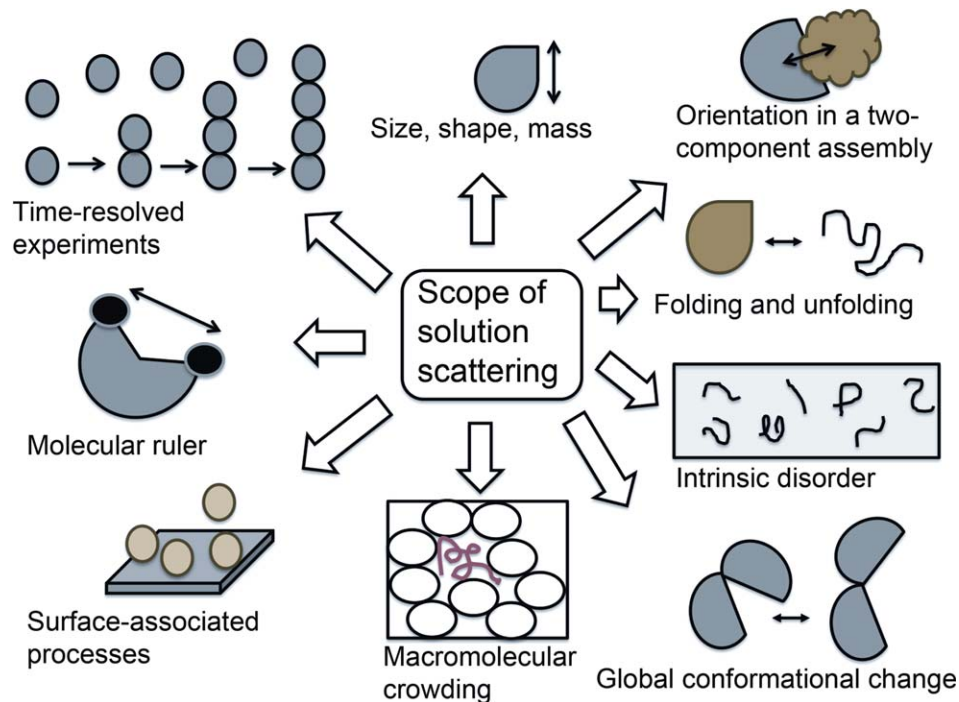 Size, shape, mass
Orientation in a two-
component assembly
Time-resolved
experiments
Scope of
solution
scattering
Folding and unfolding
Molecular ruler
Intrinsic disorder
Surface-associated
processes
Macromolecular
crowding
Global conformational change